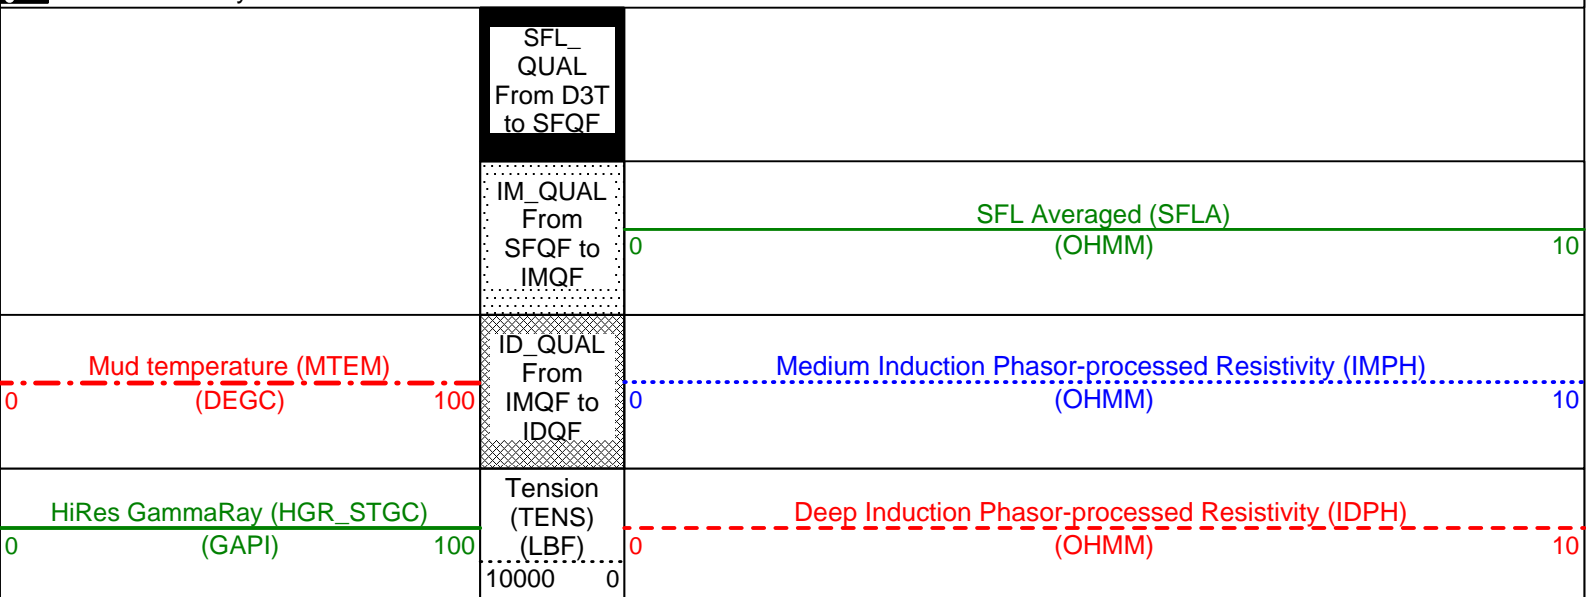 SFL_
QUAL
From D3T
to SFQF
IM_QUAL
From
SFQF to
IMQF
SFL Averaged (SFLA)
0 (OHMM) 10
Mud temperature (MTEM)
0 (DEGC) 100
ID_QUAL
From
IMQF to
IDQF
Medium Induction Phasor-processed Resistivity (IMPH)
0 (OHMM) 10
HiRes GammaRay (HGR_STGC)
0 (GAPI) 100
Tension
(TENS)
(LBF)
10000 0
Deep Induction Phasor-processed Resistivity (IDPH)
0 (OHMM) 10